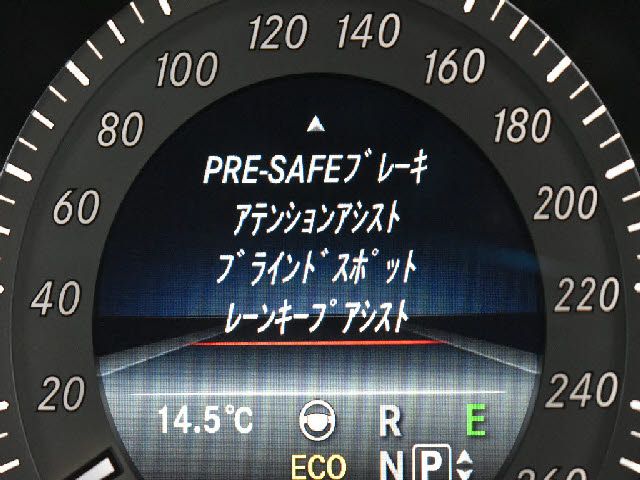 120 140
100 160
80 180
60 200
40 220
20 240
260
▲
PRE-SAFEブレーキ
アテンションアシスト
ブラインドスポット
レーンキープアシスト
14.5℃ R E
ECO N P